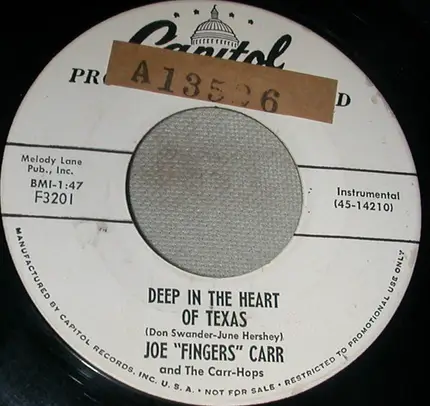 Capitol
PRO
D
A13526
Melody Lane
Pub., Inc.
BMI-1:47
F3201
Instrumental
(45-14210)
DEEP IN THE HEART
OF TEXAS
(Don Swander-June Hershey)
JOE "FINGERS" CARR
and The Carr-Hops
MANUFACTURED BY CAPITOL RECORDS, INC. U. S. A. • NOT FOR SALE • RESTRICTED TO PROMOTIONAL USE ONLY